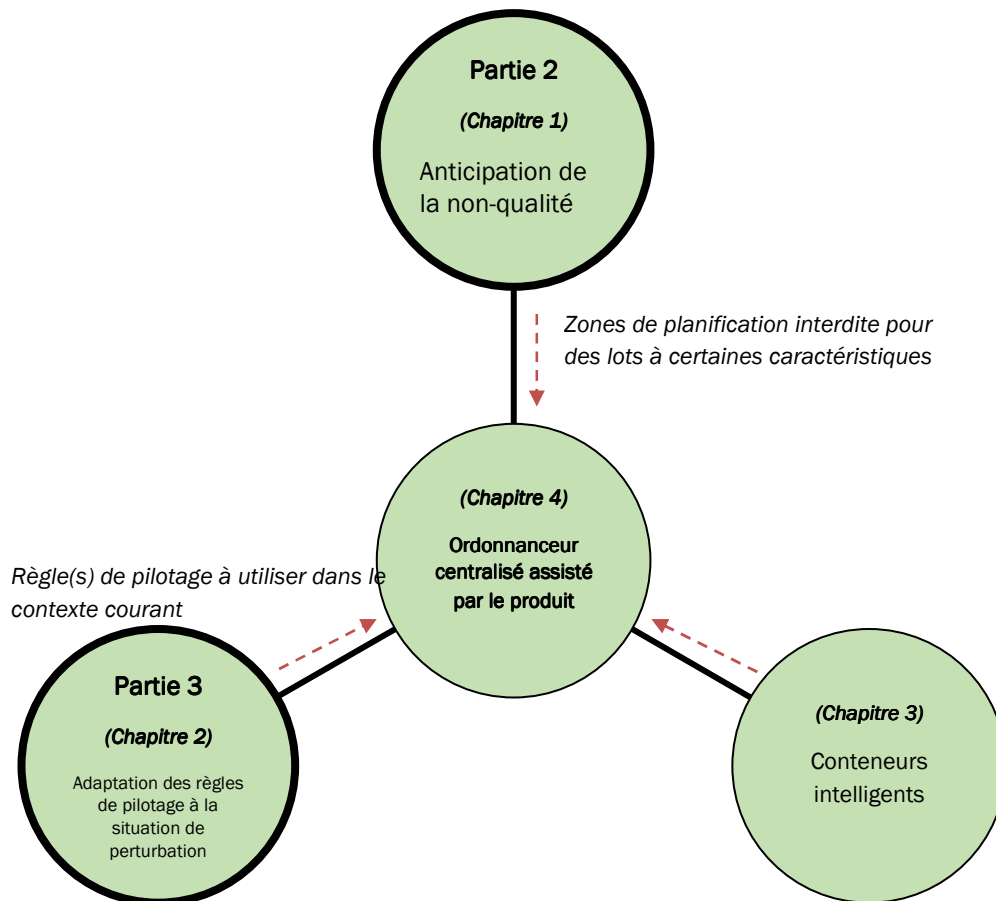 Partie 2
(Chapitre 1)
Anticipation de
la non-qualité
Zones de planification interdite pour
des lots à certaines caractéristiques
(Chapitre 4)
Ordonnanceur
centralisé assisté
par le produit
Règle(s) de pilotage à utiliser dans le
contexte courant
Partie 3
(Chapitre 2)
Adaptation des règles
de pilotage à la
situation de
perturbation
(Chapitre 3)
Conteneurs
intelligents